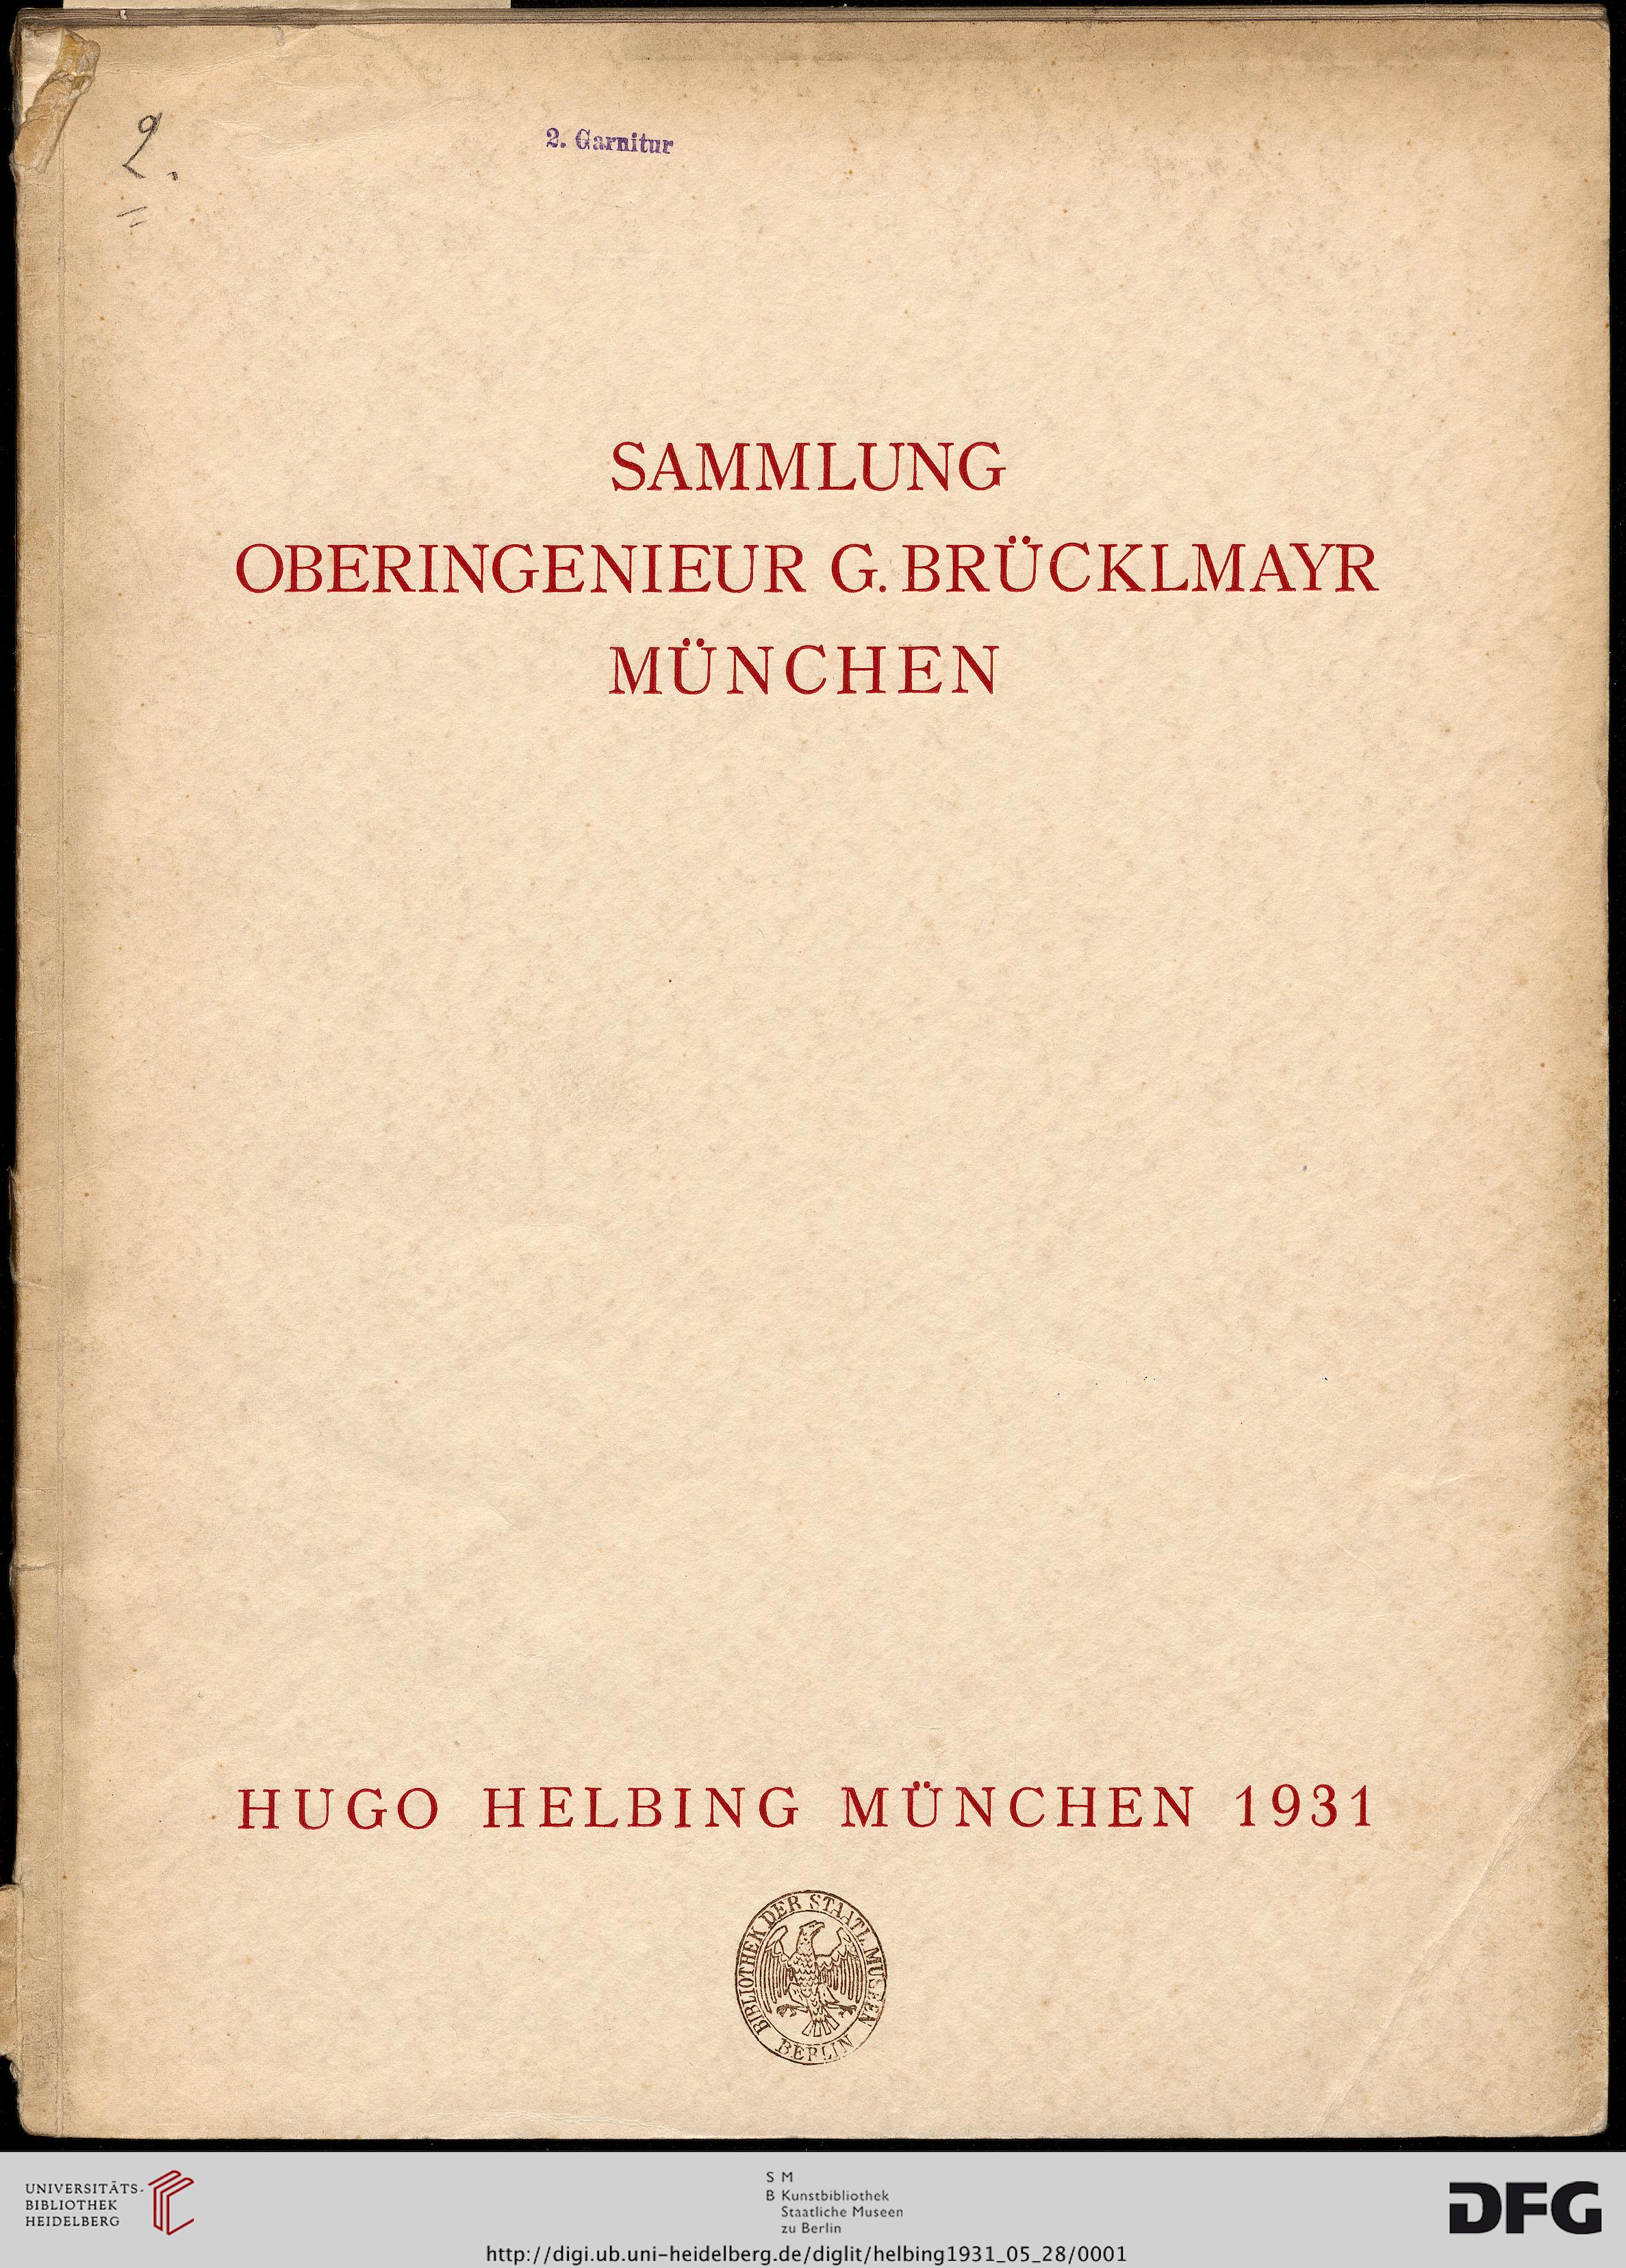 2.
2. Garnitur
SAMMLUNG
OBERINGENIEUR G. BRÜCKLMAYR
MÜNCHEN
HUGO HELBING MÜNCHEN 1931
BIBLIOTHEK DER STAATL. MUSEEN
BERLIN
UNIVERSITÄTS-
BIBLIOTHEK
HEIDELBERG
S M
B Kunstbibliothek
Staatliche Museen
zu Berlin
DFG
http://digi.ub.uni-heidelberg.de/diglit/helbing1931_05_28/0001